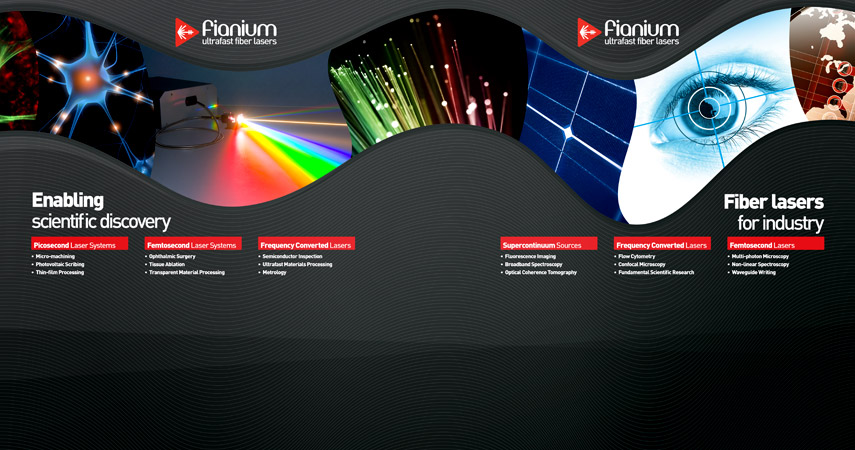 fianium
ultrafast fiber lasers
fianium
ultrafast fiber lasers
Enabling
scientific discovery
Picosecond Laser Systems
• Micro-machining
• Photovoltaic Scribing
• Thin-film Processing
Femtosecond Laser Systems
• Ophthalmic Surgery
• Tissue Ablation
• Transparent Material Processing
Frequency Converted Lasers
• Semiconductor Inspection
• Ultrafast Materials Processing
• Metrology
Fiber lasers
for industry
Supercontinuum Sources
• Fluorescence Imaging
• Broadband Spectroscopy
• Optical Coherence Tomography
Frequency Converted Lasers
• Flow Cytometry
• Confocal Microscopy
• Fundamental Scientific Research
Femtosecond Lasers
• Multi-photon Microscopy
• Non-linear Spectroscopy
• Waveguide Writing